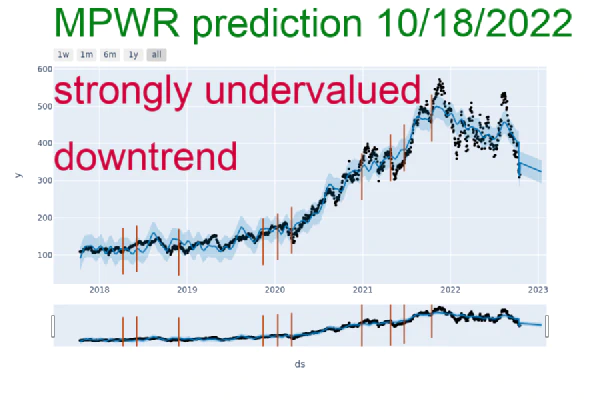 MPWR prediction 10/18/2022
1w 1m 6m 1y all
600
strongly undervalued
500
400
downtrend
300
y
200
100
2018 2019 2020 2021 2022 2023
ds